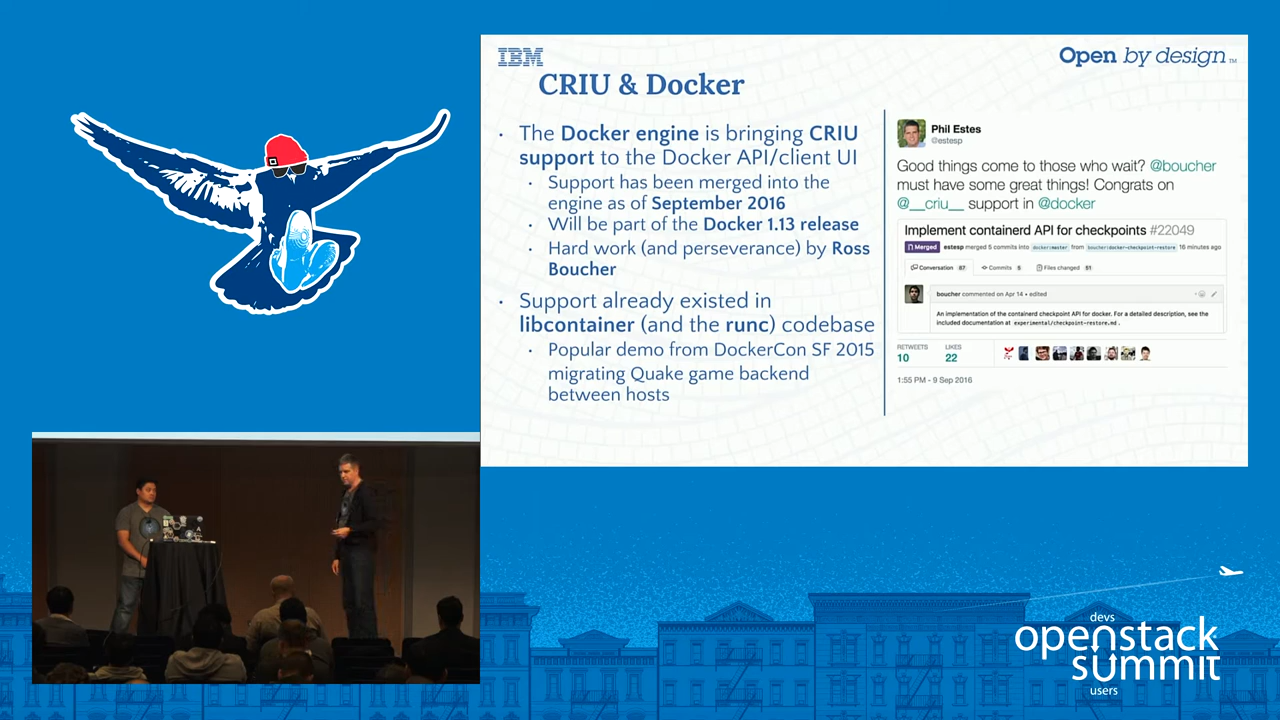 IBM
Open by design™
CRIU & Docker
• The Docker engine is bringing CRIU
support to the Docker API/client UI
• Support has been merged into the
engine as of September 2016
• Will be part of the Docker 1.13 release
• Hard work (and perseverance) by Ross
Boucher
• Support already existed in
libcontainer (and the runc) codebase
• Popular demo from DockerCon SF 2015
migrating Quake game backend
between hosts
Phil Estes
@estesp
Good things come to those who wait? @boucher
must have some great things! Congrats on
@__criu__ support in @docker
Implement containerd API for checkpoints #22049
Merged estesp merged 5 commits into docker:master from boucher:docker-checkpoint-restore 16 minutes ago
Conversation 87 Commits 5 Files changed 51
boucher commented on Apr 14 • edited
An implementation of the containerd checkpoint API for docker. For a detailed description, see the
included documentation at experimental/checkpoint-restore.md .
RETWEETS LIKES
10 22
1:55 PM - 9 Sep 2016
devs
openstack
summit
users